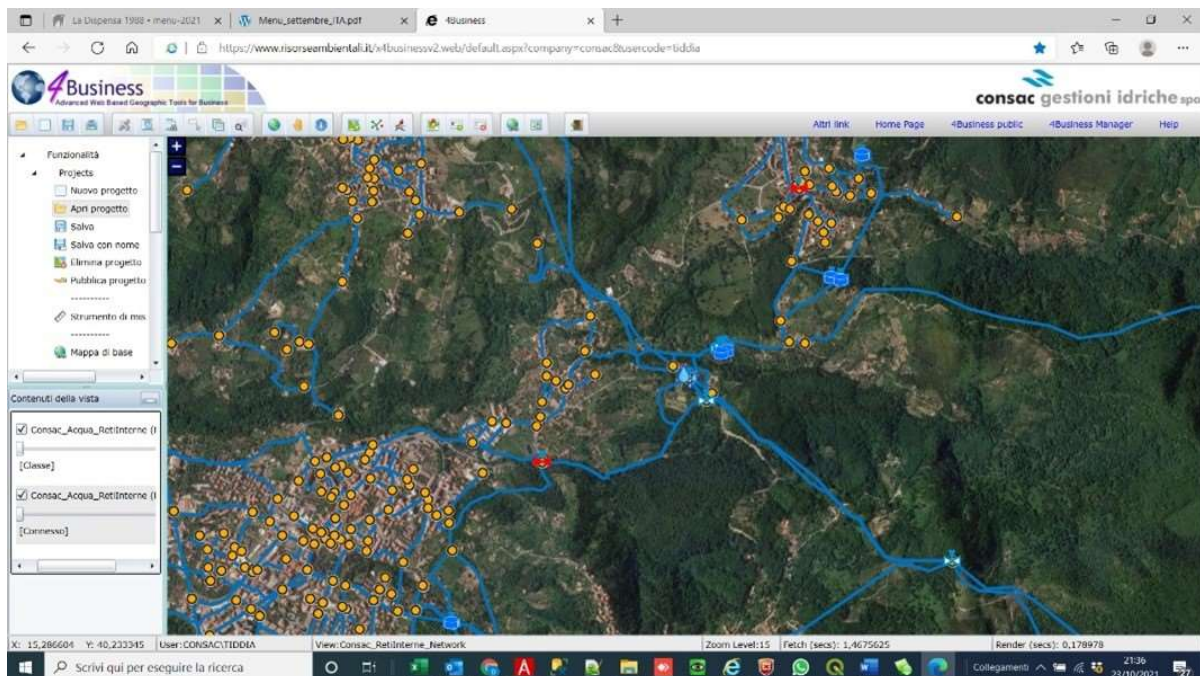 La Dispensa 1988 • menu-2021
Menu_settembre_ITA.pdf
4Business
https://www.risorseambientali.it/x4businessv2.web/default.aspx?company=consac&usercode=tiddia
4Business
Advanced Web Based Geographic Tools for Business
consac gestioni idriche spa
Altri link
Home Page
4Business public
4Business Manager
Help
Funzionalità
Projects
Nuovo progetto
Apri progetto
Salva
Salva con nome
Elimina progetto
Pubblica progetto
----------
Strumento di mis
----------
Mappa di base
Contenuti della vista
Consac_Acqua_RetiInterne (I
[Classe]
Consac_Acqua_RetiInterne (I
[Connesso]
X: 15,286604 Y: 40,233345
User:CONSAC\TIDDIA
View:Consac_RetiInterne_Network
Zoom Level:15
Fetch (secs): 1,4675625
Render (secs): 0,178978
Scrivi qui per eseguire la ricerca
Collegamenti
21:36
23/10/2021
27